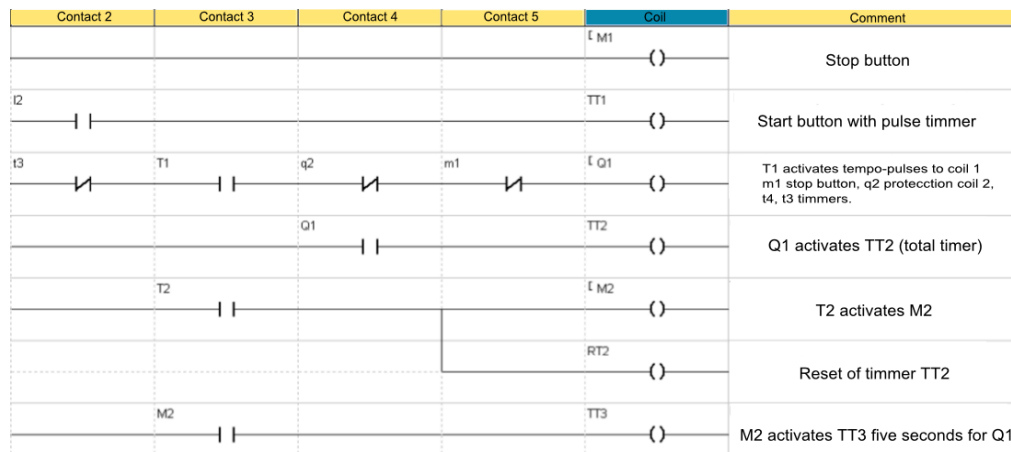 Contact 2 Contact 3 Contact 4 Contact 5 Coil Comment
[ M1
Stop button
I2 TT1
Start button with pulse timmer
t3 T1 q2 m1 [ Q1
T1 activates tempo-pulses to coil 1
m1 stop button, q2 protecction coil 2,
t4, t3 timmers.
Q1 TT2
Q1 activates TT2 (total timer)
T2 [ M2
T2 activates M2
RT2
Reset of timmer TT2
M2 TT3
M2 activates TT3 five seconds for Q1